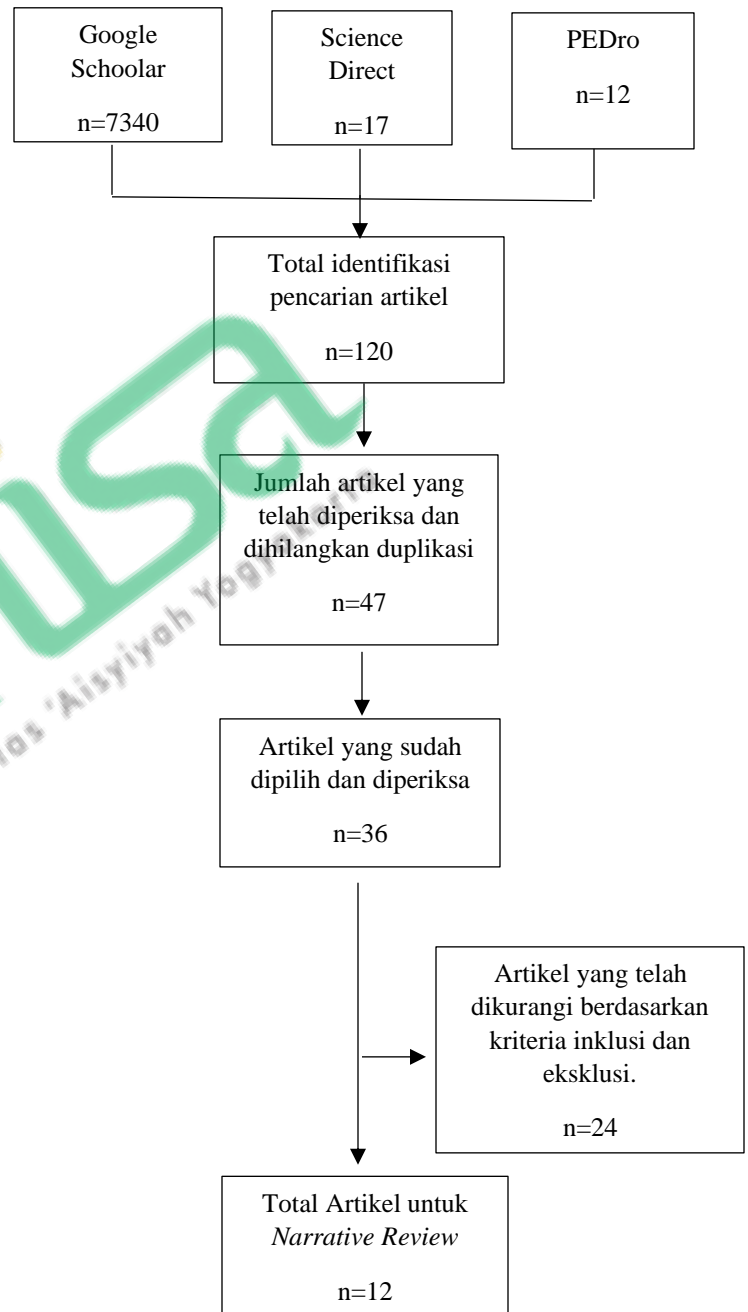 Google
Schoolar
n=7340
Science
Direct
n=17
PEDro
n=12
Total identifikasi
pencarian artikel
n=120
Jumlah artikel yang
telah diperiksa dan
dihilangkan duplikasi
n=47
Artikel yang sudah
dipilih dan diperiksa
n=36
Artikel yang telah
dikurangi berdasarkan
kriteria inklusi dan
eksklusi.
n=24
Total Artikel untuk
Narrative Review
n=12
'Aisyiyah Yogyakarta